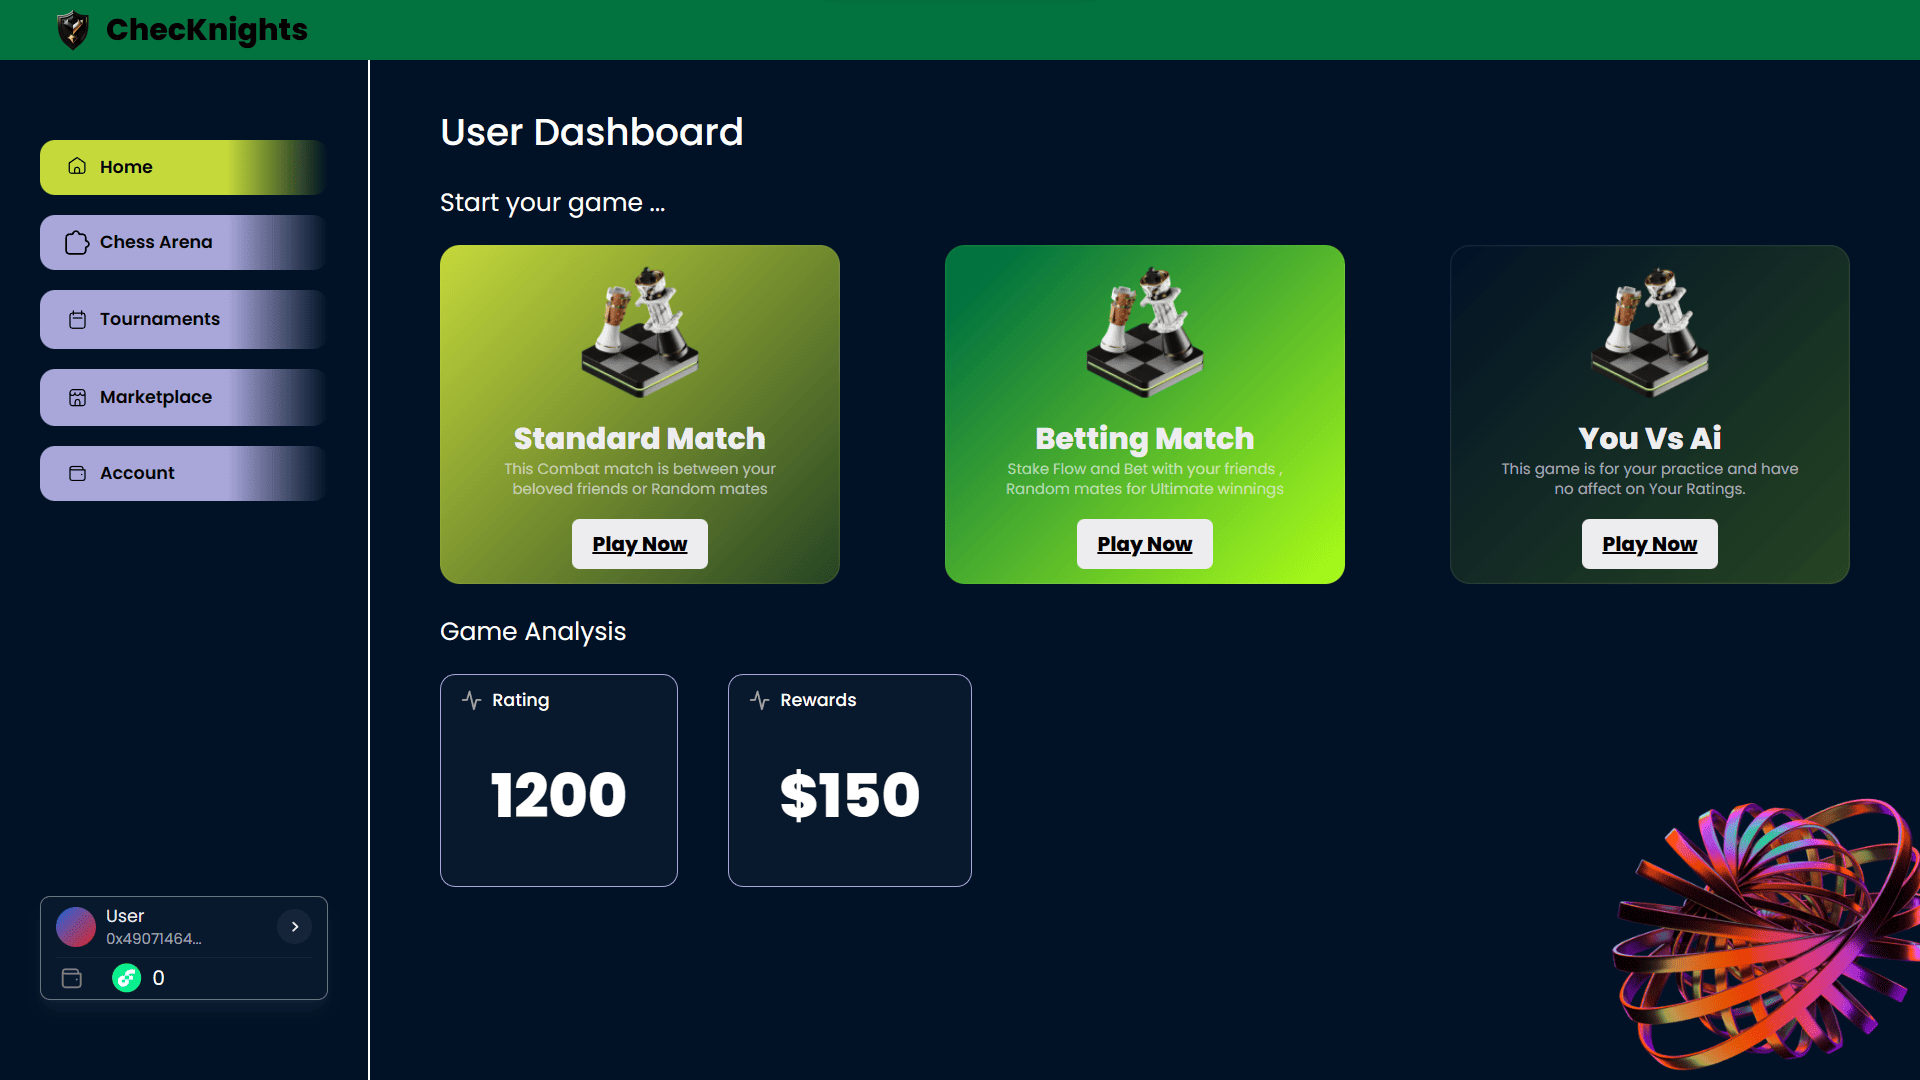 ChecKnights
Home
Chess Arena
Tournaments
Marketplace
Account
User
0x49071464...
0
User Dashboard
Start your game ...
Standard Match
This Combat match is between your
beloved friends or Random mates
Play Now
Betting Match
Stake Flow and Bet with your friends ,
Random mates for Ultimate winnings
Play Now
You Vs Ai
This game is for your practice and have
no affect on Your Ratings.
Play Now
Game Analysis
Rating
1200
Rewards
$150